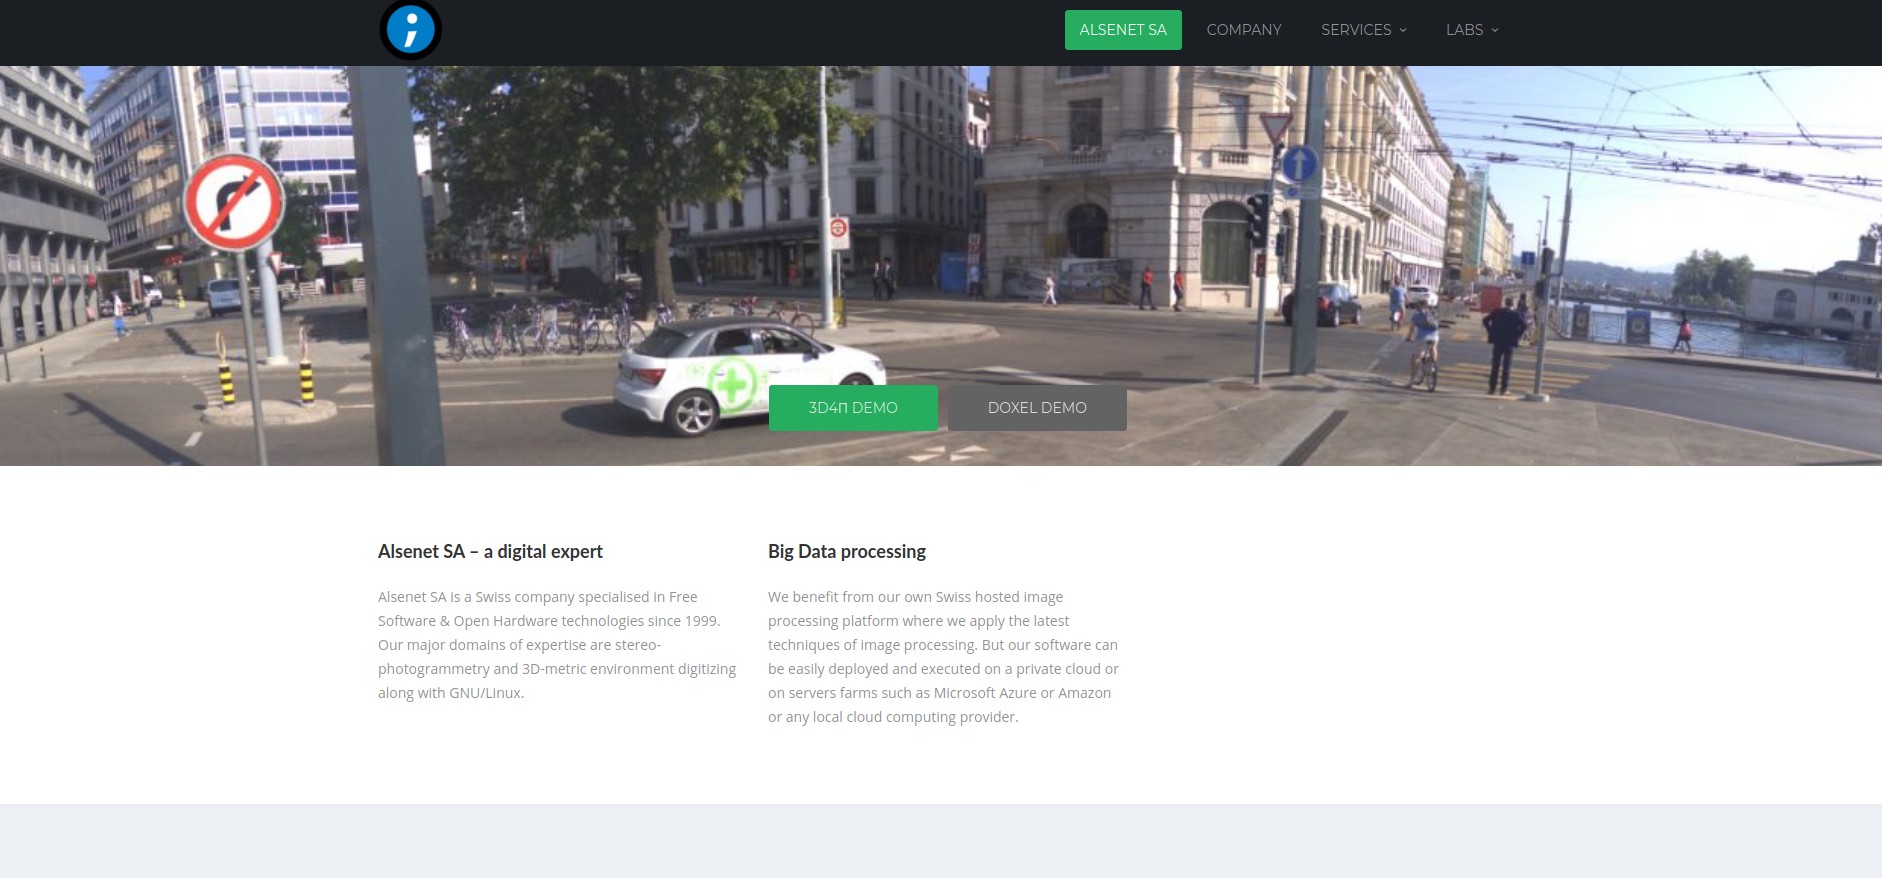 ALSENET SA
COMPANY
SERVICES
LABS
3D4П DEMO
DOXEL DEMO
Alsenet SA – a digital expert
Alsenet SA is a Swiss company specialised in Free
Software & Open Hardware technologies since 1999.
Our major domains of expertise are stereo-
photogrammetry and 3D-metric environment digitizing
along with GNU/Linux.
Big Data processing
We benefit from our own Swiss hosted image
processing platform where we apply the latest
techniques of image processing. But our software can
be easily deployed and executed on a private cloud or
on servers farms such as Microsoft Azure or Amazon
or any local cloud computing provider.